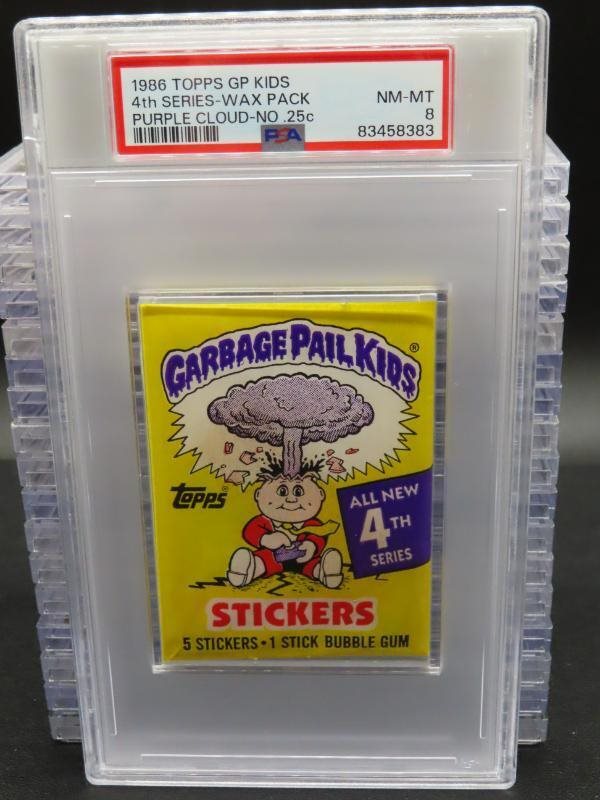 1986 TOPPS GP KIDS
4th SERIES-WAX PACK
PURPLE CLOUD-NO .25c
NM-MT
8
83458383
PSA
GARBAGE PAIL KIDS®
topps®
ALL NEW
4TH
SERIES
STICKERS
5 STICKERS•1 STICK BUBBLE GUM